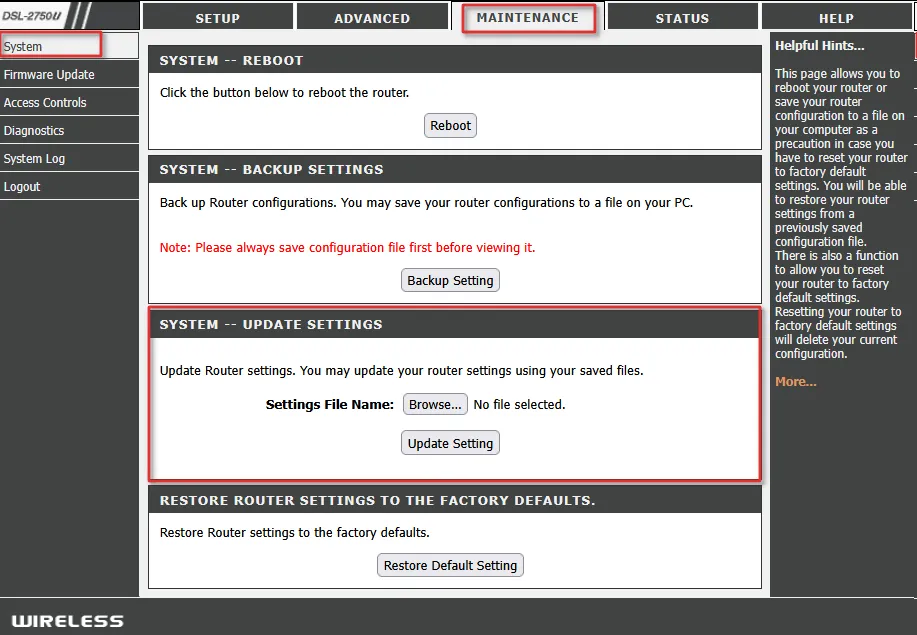 DSL-2750U
SETUP
ADVANCED
MAINTENANCE
STATUS
HELP
System
Firmware Update
Access Controls
Diagnostics
System Log
Logout
SYSTEM -- REBOOT
Click the button below to reboot the router.
Reboot
SYSTEM -- BACKUP SETTINGS
Back up Router configurations. You may save your router configurations to a file on your PC.
Note: Please always save configuration file first before viewing it.
Backup Setting
SYSTEM -- UPDATE SETTINGS
Update Router settings. You may update your router settings using your saved files.
Settings File Name: Browse... No file selected.
Update Setting
RESTORE ROUTER SETTINGS TO THE FACTORY DEFAULTS.
Restore Router settings to the factory defaults.
Restore Default Setting
Helpful Hints...
This page allows you to
reboot your router or
save your router
configuration to a file on
your computer as a
precaution in case you
have to reset your router
to factory default
settings. You will be able
to restore your router
settings from a
previously saved
configuration file.
There is also a function
to allow you to reset
your router to factory
default settings.
Resetting your router to
factory default settings
will delete your current
configuration.
More...
WIRELESS